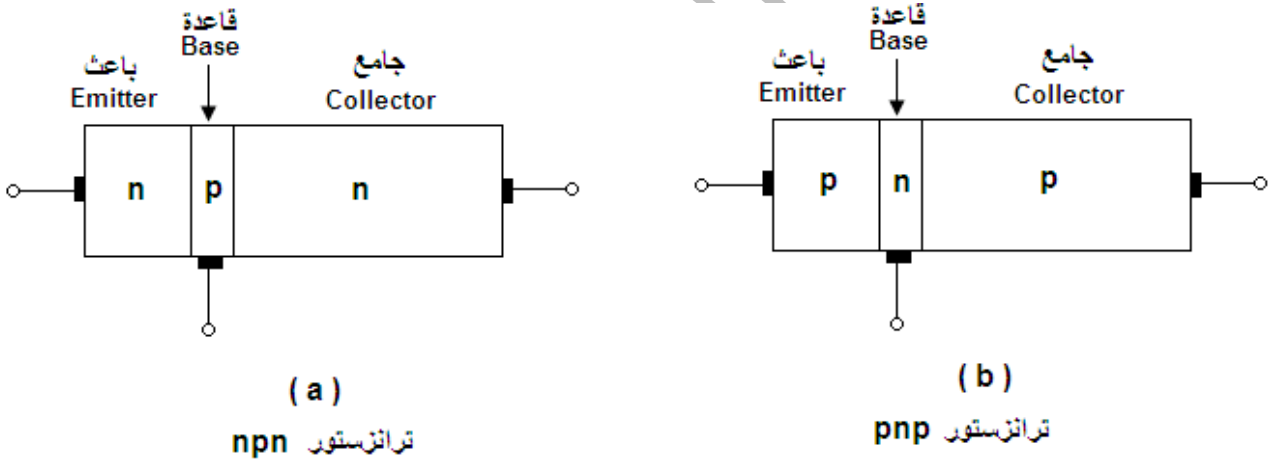 قاعدة
Base
باعث
Emitter
جامع
Collector
n
p
n
( a )
ترانزستور npn
قاعدة
Base
باعث
Emitter
جامع
Collector
p
n
p
( b )
ترانزستور pnp